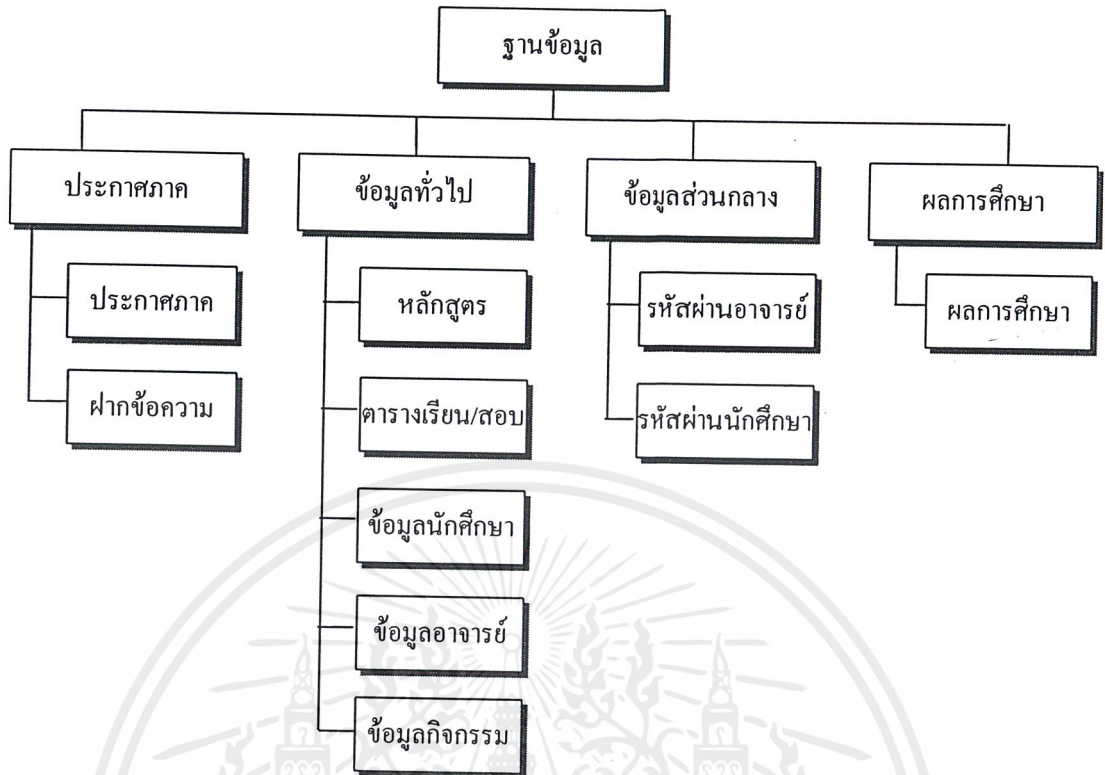 ฐานข้อมูล
ประกาศภาค
ประกาศภาค
ฝากข้อความ
ข้อมูลทั่วไป
หลักสูตร
ตารางเรียน/สอบ
ข้อมูลนักศึกษา
ข้อมูลอาจารย์
ข้อมูลกิจกรรม
ข้อมูลส่วนกลาง
รหัสผ่านอาจารย์
รหัสผ่านนักศึกษา
ผลการศึกษา
ผลการศึกษา